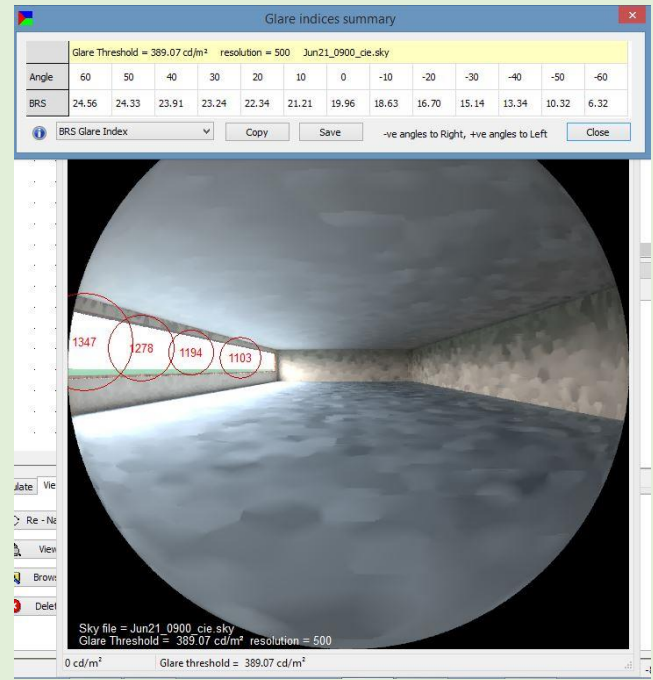 Glare indices summary
Glare Threshold = 389.07 cd/m² resolution = 500 Jun21_0900_cie.sky
Angle 60 50 40 30 20 10 0 -10 -20 -30 -40 -50 -60
BRS 24.56 24.33 23.91 23.24 22.34 21.21 19.96 18.63 16.70 15.14 13.34 10.32 6.32
BRS Glare Index Copy Save -ve angles to Right, +ve angles to Left Close
1347 1278 1194 1103
Re - Na
View
Sky file = Jun21_0900_cie.sky
Glare Threshold = 389.07 cd/m² resolution = 500
0 cd/m² Glare threshold = 389.07 cd/m²